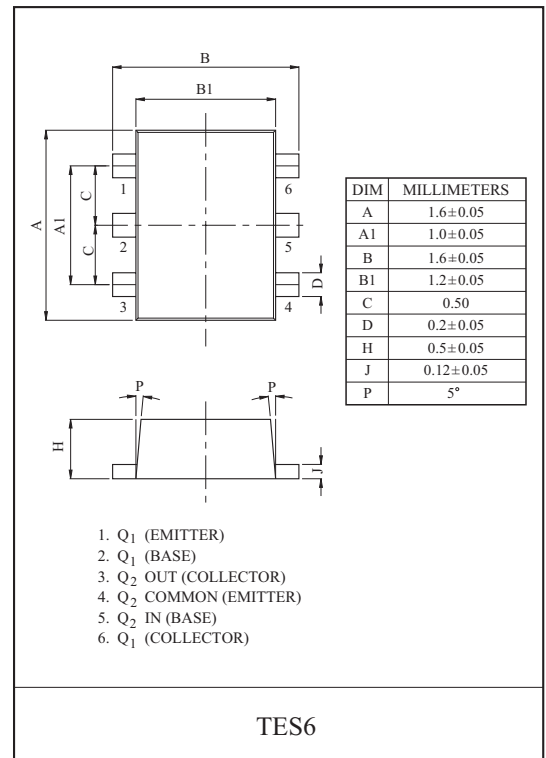 B
B1
A
A1
C
C
D
1
2
3
6
5
4
DIM MILLIMETERS
A 1.6±0.05
A1 1.0±0.05
B 1.6±0.05
B1 1.2±0.05
C 0.50
D 0.2±0.05
H 0.5±0.05
J 0.12±0.05
P 5°
P
P
H
J
1. Q1 (EMITTER)
2. Q1 (BASE)
3. Q2 OUT (COLLECTOR)
4. Q2 COMMON (EMITTER)
5. Q2 IN (BASE)
6. Q1 (COLLECTOR)
TES6